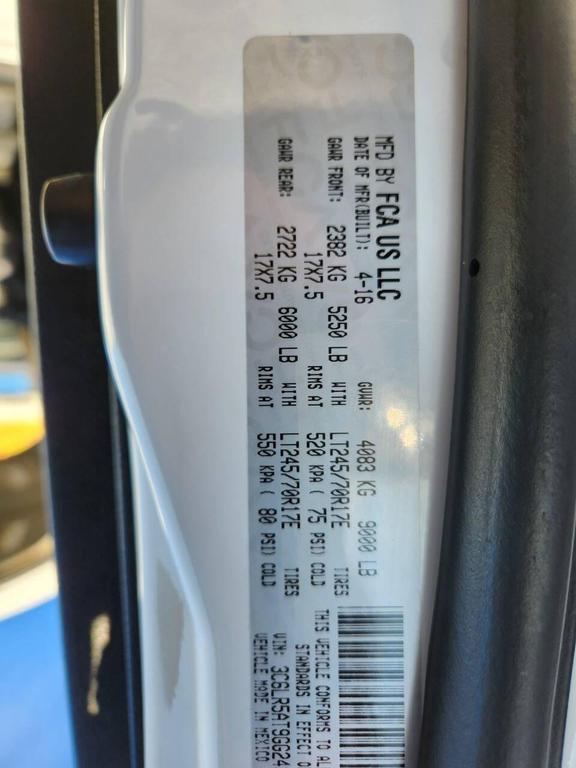 MFD BY FCA US LLC
DATE OF MFR(BUILT): 4-16 GVWR: 4083 KG 9000 LB
GAWR FRONT: 2382 KG 5250 LB WITH LT245/70R17E TIRES
17X7.5 RIMS AT 520 KPA ( 75 PSI) COLD
GAWR REAR: 2722 KG 6000 LB WITH LT245/70R17E TIRES
17X7.5 RIMS AT 550 KPA ( 80 PSI) COLD
THIS VEHICLE CONFORMS TO AL
STANDARDS IN EFFECT O
VIN: 3C6LR5AT9GG24
VEHICLE MADE IN MEXICO